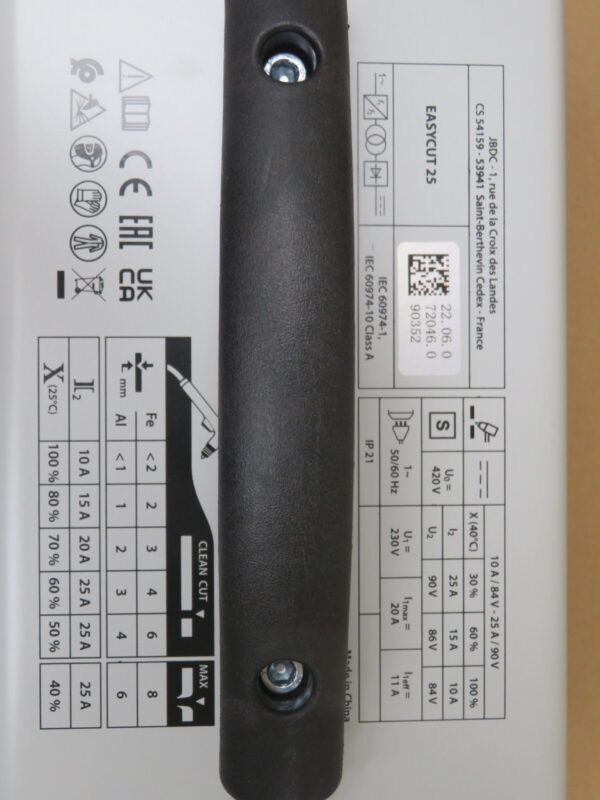 JBDC - 1, rue de la Croix des Landes
CS 54159 - 53941 Saint-Berthevin Cedex - France
EASYCUT 25
22. 06. 0
72046. 0
90352
1~
IEC 60974-1,
IEC 60974-10 Class A
10 A / 84 V - 25 A / 90 V
X (40°C) 30 % 60 % 100 %
I2 25 A 15 A 10 A
S U0 = 420 V U2 90 V 86 V 84 V
1~ 50/60 Hz U1 = 230 V I1max = 20 A I1eff = 11 A
IP 21
Made in China
CE EAC UK CA
CLEAN CUT MAX
mm Fe < 2 2 3 4 6 8
Al < 1 1 2 3 4 6
I2 10 A 15 A 20 A 25 A 25 A 25 A
X (25°C) 100 % 80 % 70 % 60 % 50 % 40 %